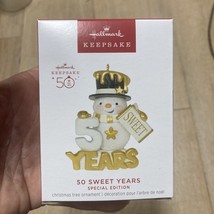 Hallmark
KEEPSAKE
Hallmark
KEEPSAKE
50
SWEET
50
YEARS
50 SWEET YEARS
SPECIAL EDITION
christmas tree ornament / décoration pour l'arbre de noël